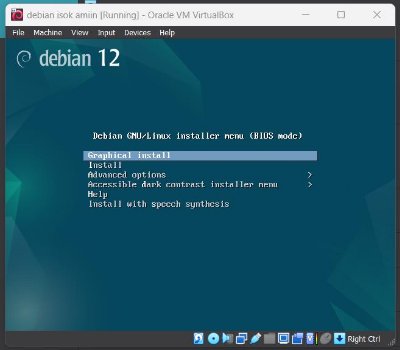 debian isok amiin [Running] - Oracle VM VirtualBox
File Machine View Input Devices Help
debian 12
Debian GNU/Linux installer menu (BIOS mode)
Graphical install
Install
Advanced options >
Accessible dark contrast installer menu >
Help
Install with speech synthesis
Right Ctrl